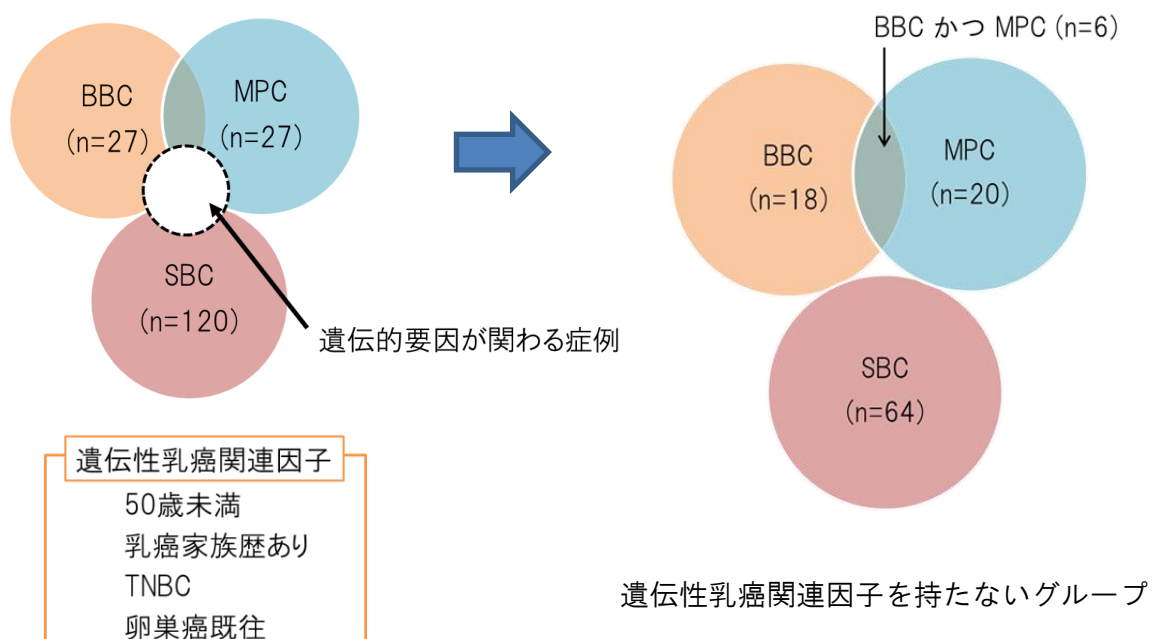 BBC
(n=27)
MPC
(n=27)
SBC
(n=120)
遺伝的要因が関わる症例
遺伝性乳癌関連因子
50歳未満
乳癌家族歴あり
TNBC
卵巣癌既往
BBC かつ MPC (n=6)
BBC
(n=18)
MPC
(n=20)
SBC
(n=64)
遺伝性乳癌関連因子を持たないグループ